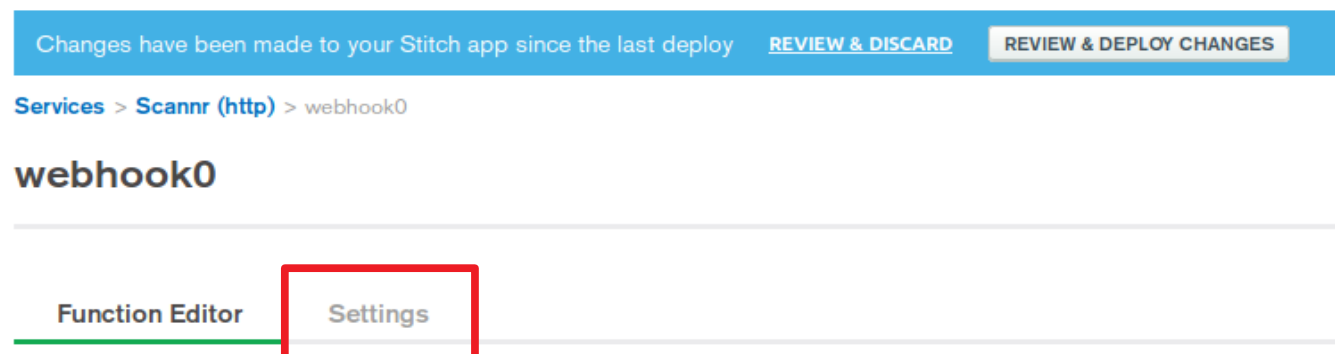 Changes have been made to your Stitch app since the last deploy REVIEW & DISCARD REVIEW & DEPLOY CHANGES
Services > Scannr (http) > webhook0
webhook0
Function Editor Settings